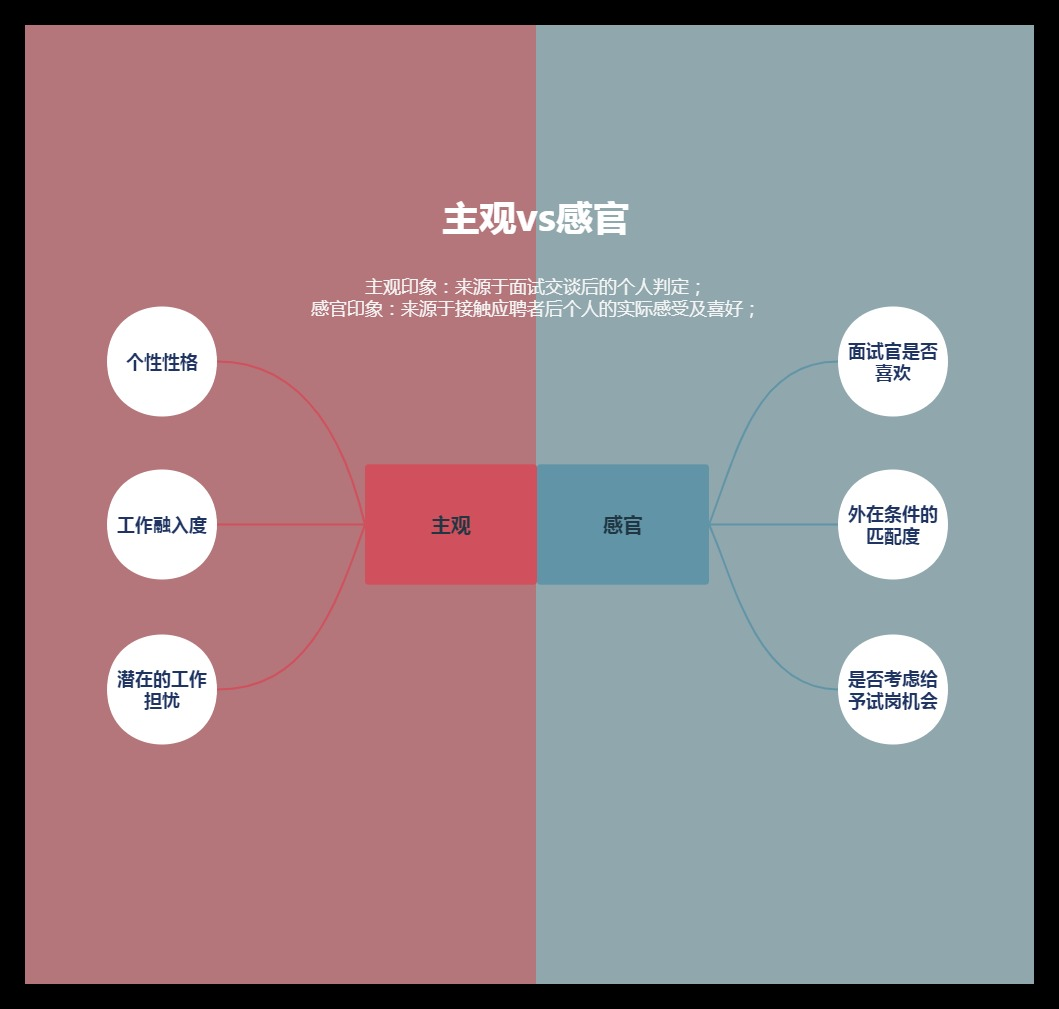 主观vs感官
主观印象：来源于面试交谈后的个人判定；
感官印象：来源于接触应聘者后个人的实际感受及喜好；
个性性格
工作融入度
潜在的工作
担忧
主观
感官
面试官是否
喜欢
外在条件的
匹配度
是否考虑给
予试岗机会